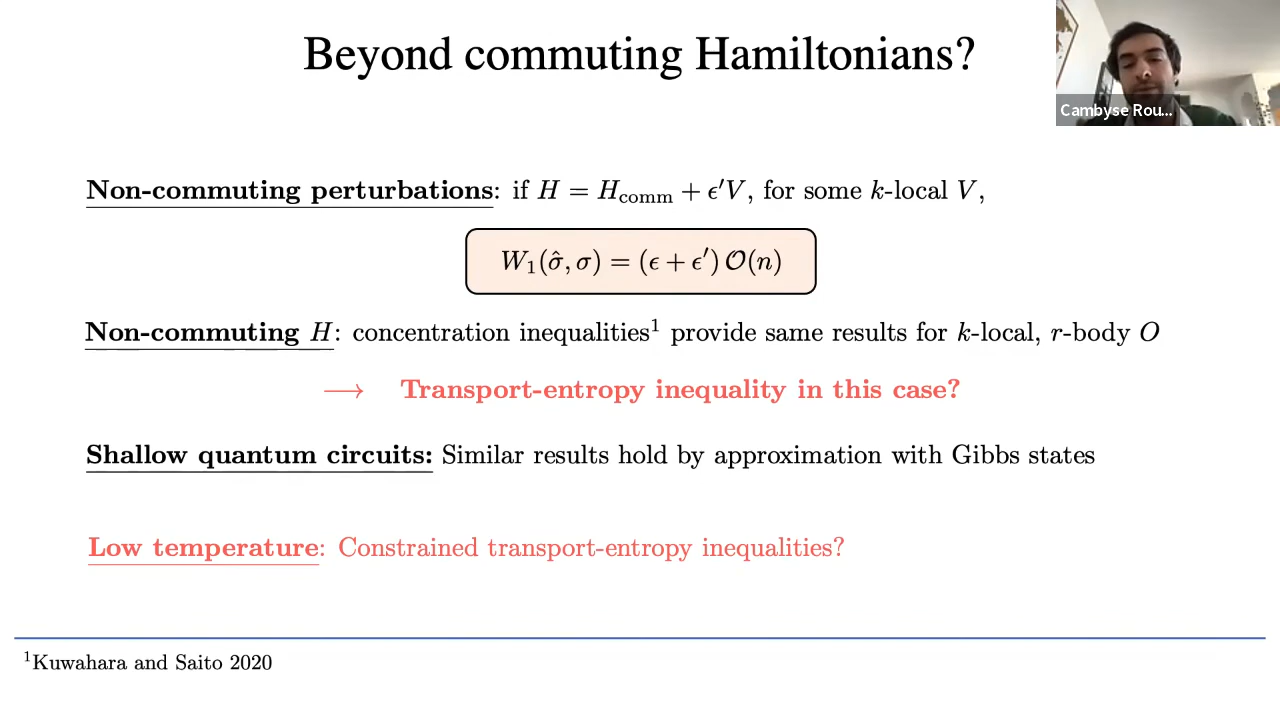 Beyond commuting Hamiltonians?
Cambyse Rou...
Non-commuting perturbations: if H = H_comm + ϵ′V, for some k-local V,
W₁(σ̂, σ) = (ϵ + ϵ′) 𝒪(n)
Non-commuting H: concentration inequalities¹ provide same results for k-local, r-body O
⟶ Transport-entropy inequality in this case?
Shallow quantum circuits: Similar results hold by approximation with Gibbs states
Low temperature: Constrained transport-entropy inequalities?
¹Kuwahara and Saito 2020